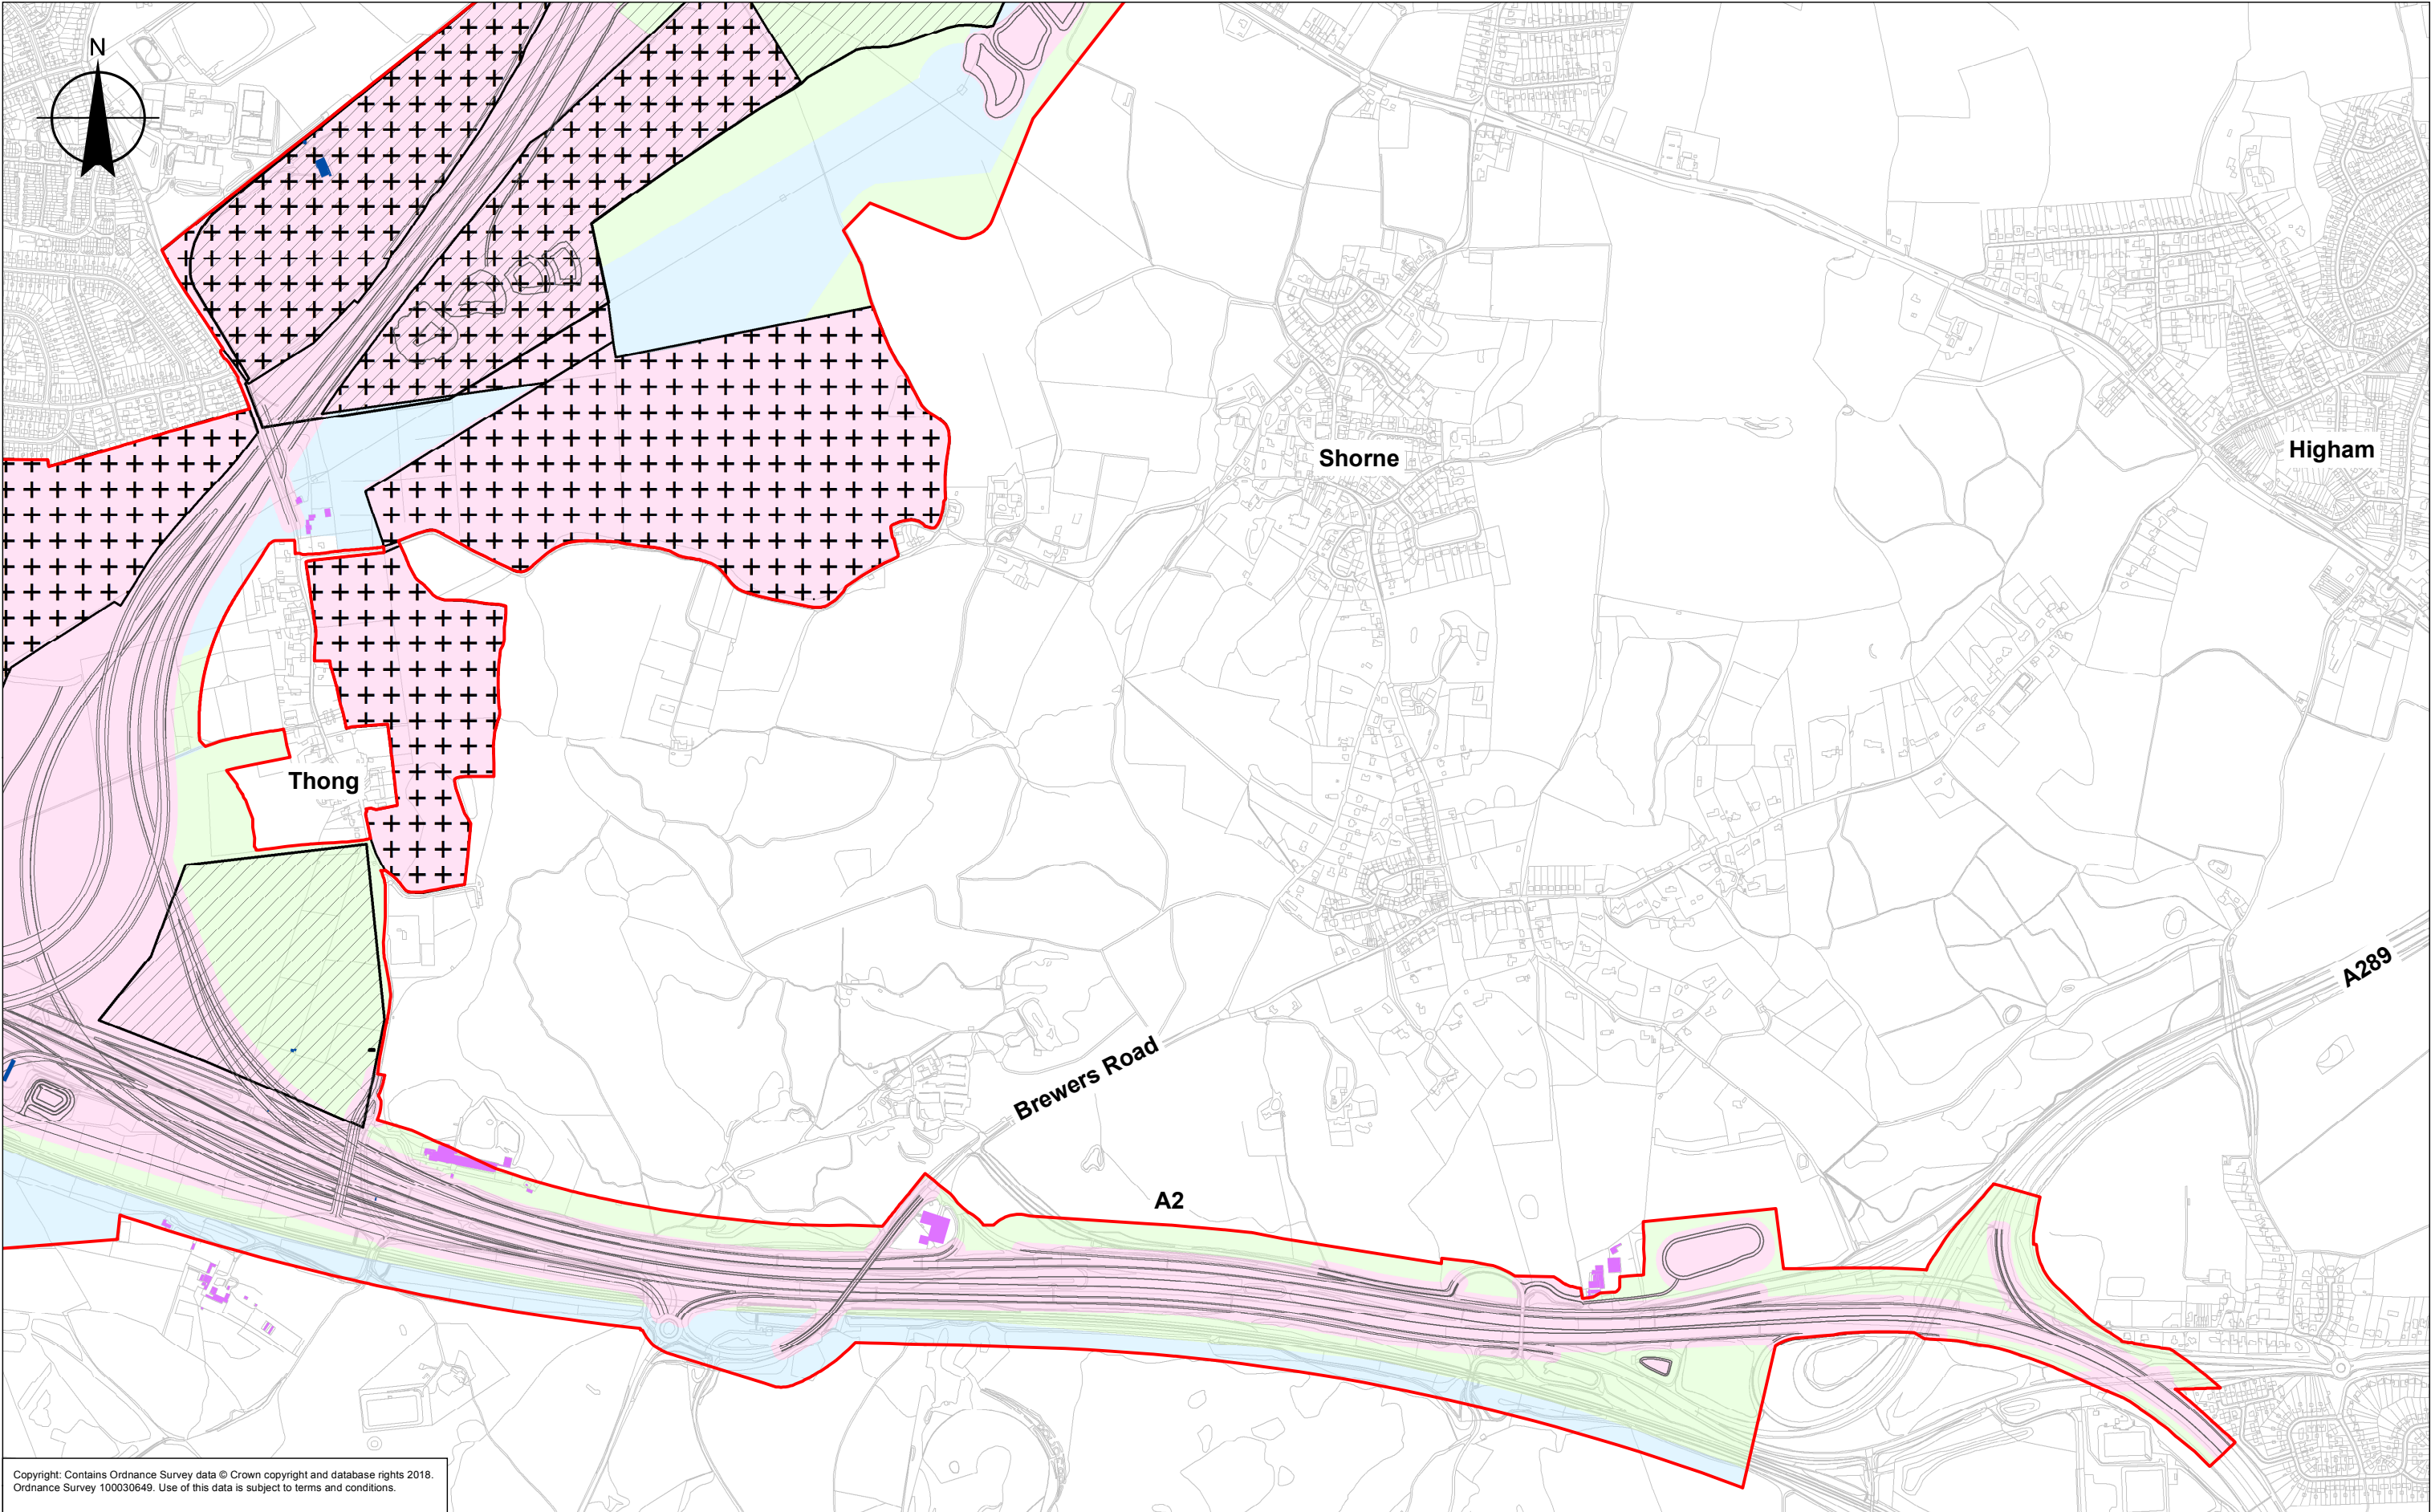 N
Shorne
Higham
Thong
A289
Brewers Road
A2
Copyright: Contains Ordnance Survey data © Crown copyright and database rights 2018.
Ordnance Survey 100030649. Use of this data is subject to terms and conditions.